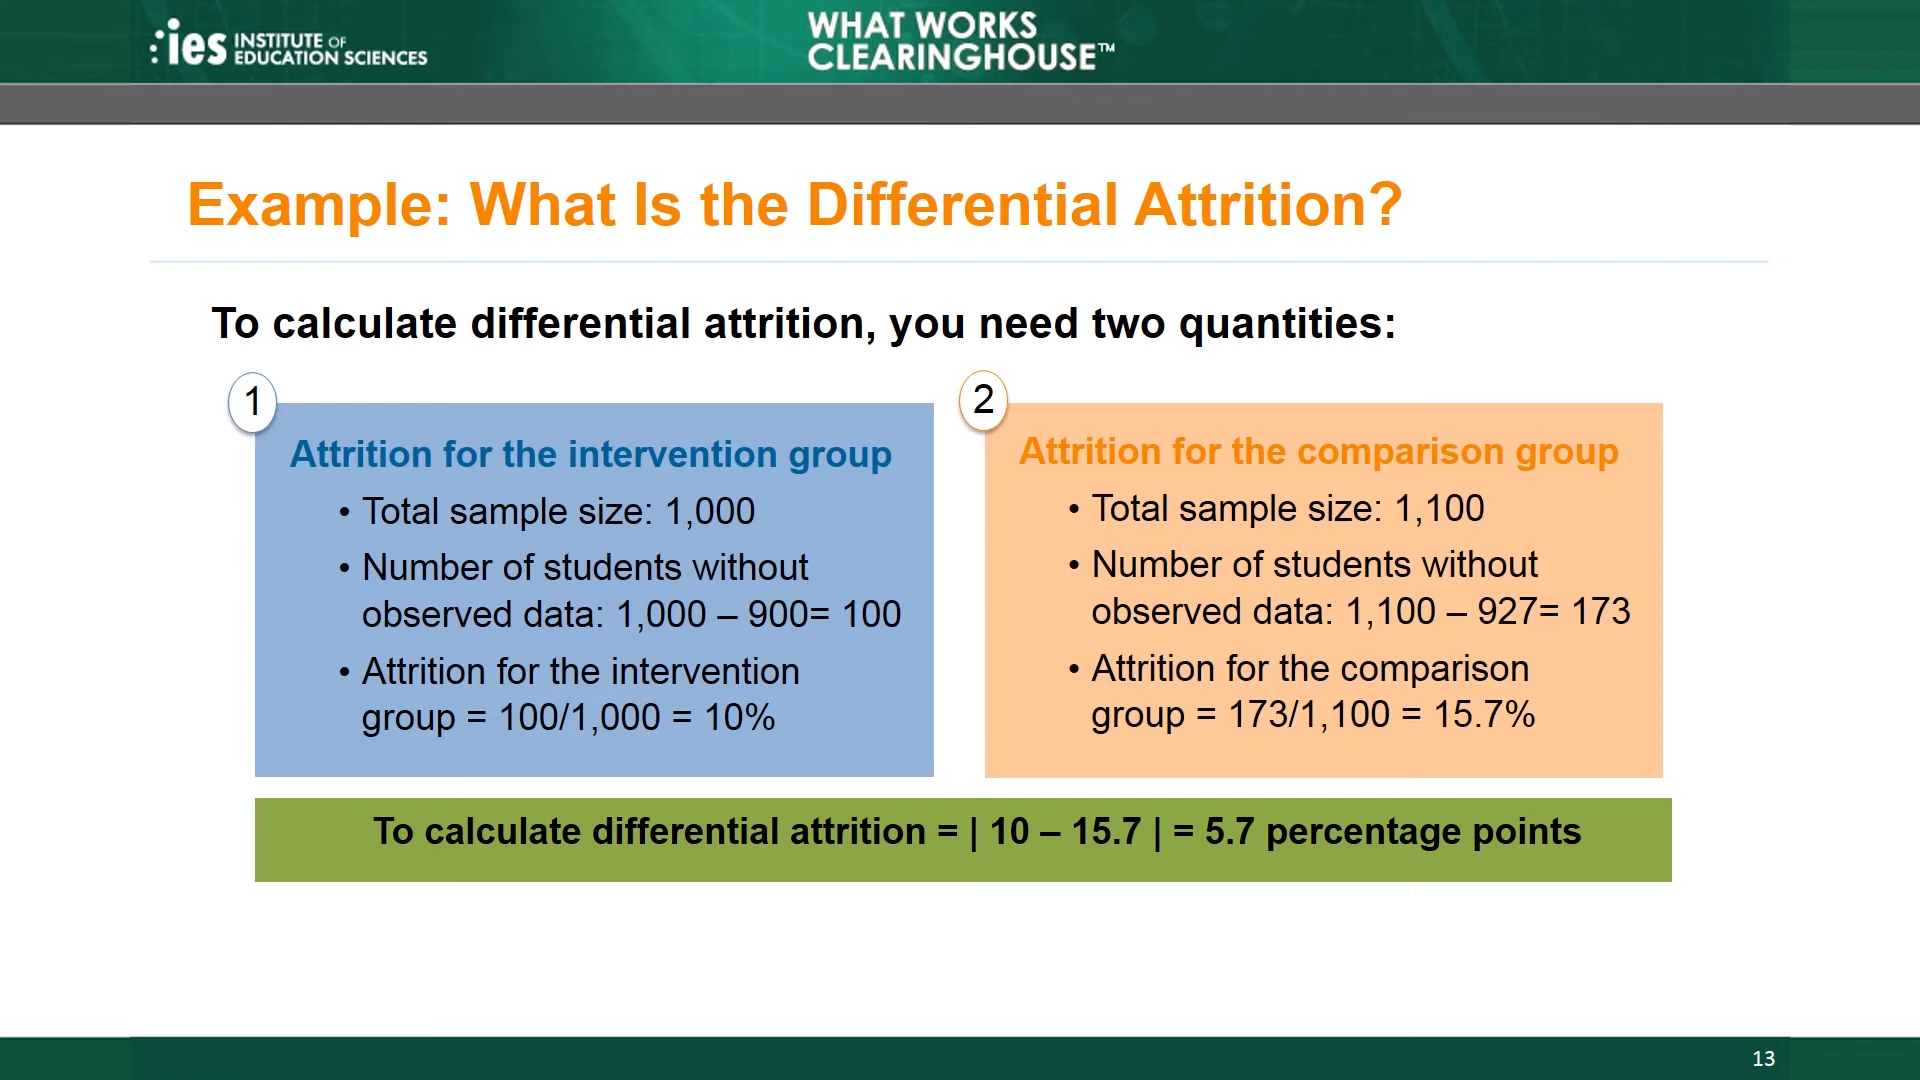 ies INSTITUTE OF
EDUCATION SCIENCES
WHAT WORKS
CLEARINGHOUSE™
Example: What Is the Differential Attrition?
To calculate differential attrition, you need two quantities:
1
Attrition for the intervention group
• Total sample size: 1,000
• Number of students without
observed data: 1,000 – 900= 100
• Attrition for the intervention
group = 100/1,000 = 10%
2
Attrition for the comparison group
• Total sample size: 1,100
• Number of students without
observed data: 1,100 – 927= 173
• Attrition for the comparison
group = 173/1,100 = 15.7%
To calculate differential attrition = | 10 – 15.7 | = 5.7 percentage points
13